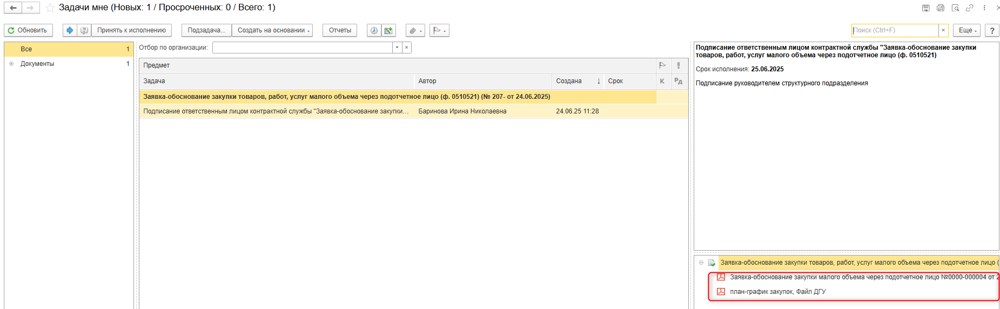 Задачи мне (Новых: 1 / Просроченных: 0 / Всего: 1)
Обновить Принять к исполнению Подзадача... Создать на основании Отчеты Поиск (Ctrl+F) × Еще ?
Все 1
Документы 1
Отбор по организации: ×
Предмет
Задача Автор Создана ↓ Срок К Рд
Заявка-обоснование закупки товаров, работ, услуг малого объема через подотчетное лицо (ф. 0510521) (№ 207- от 24.06.2025)
Подписание ответственным лицом контрактной службы "Заявка-обоснование закупки... Баринова Ирина Николаевна 24.06.25 11:28
Подписание ответственным лицом контрактной службы "Заявка-обоснование закупки
товаров, работ, услуг малого объема через подотчетное лицо (ф. 0510521)
Срок исполнения: 25.06.2025
Подписание руководителем структурного подразделения
Заявка-обоснование закупки товаров, работ, услуг малого объема через подотчетное лицо (
Заявка-обоснование закупки малого объема через подотчетное лицо №0000-000004 от 2
план-график закупок, Файл ДГУ